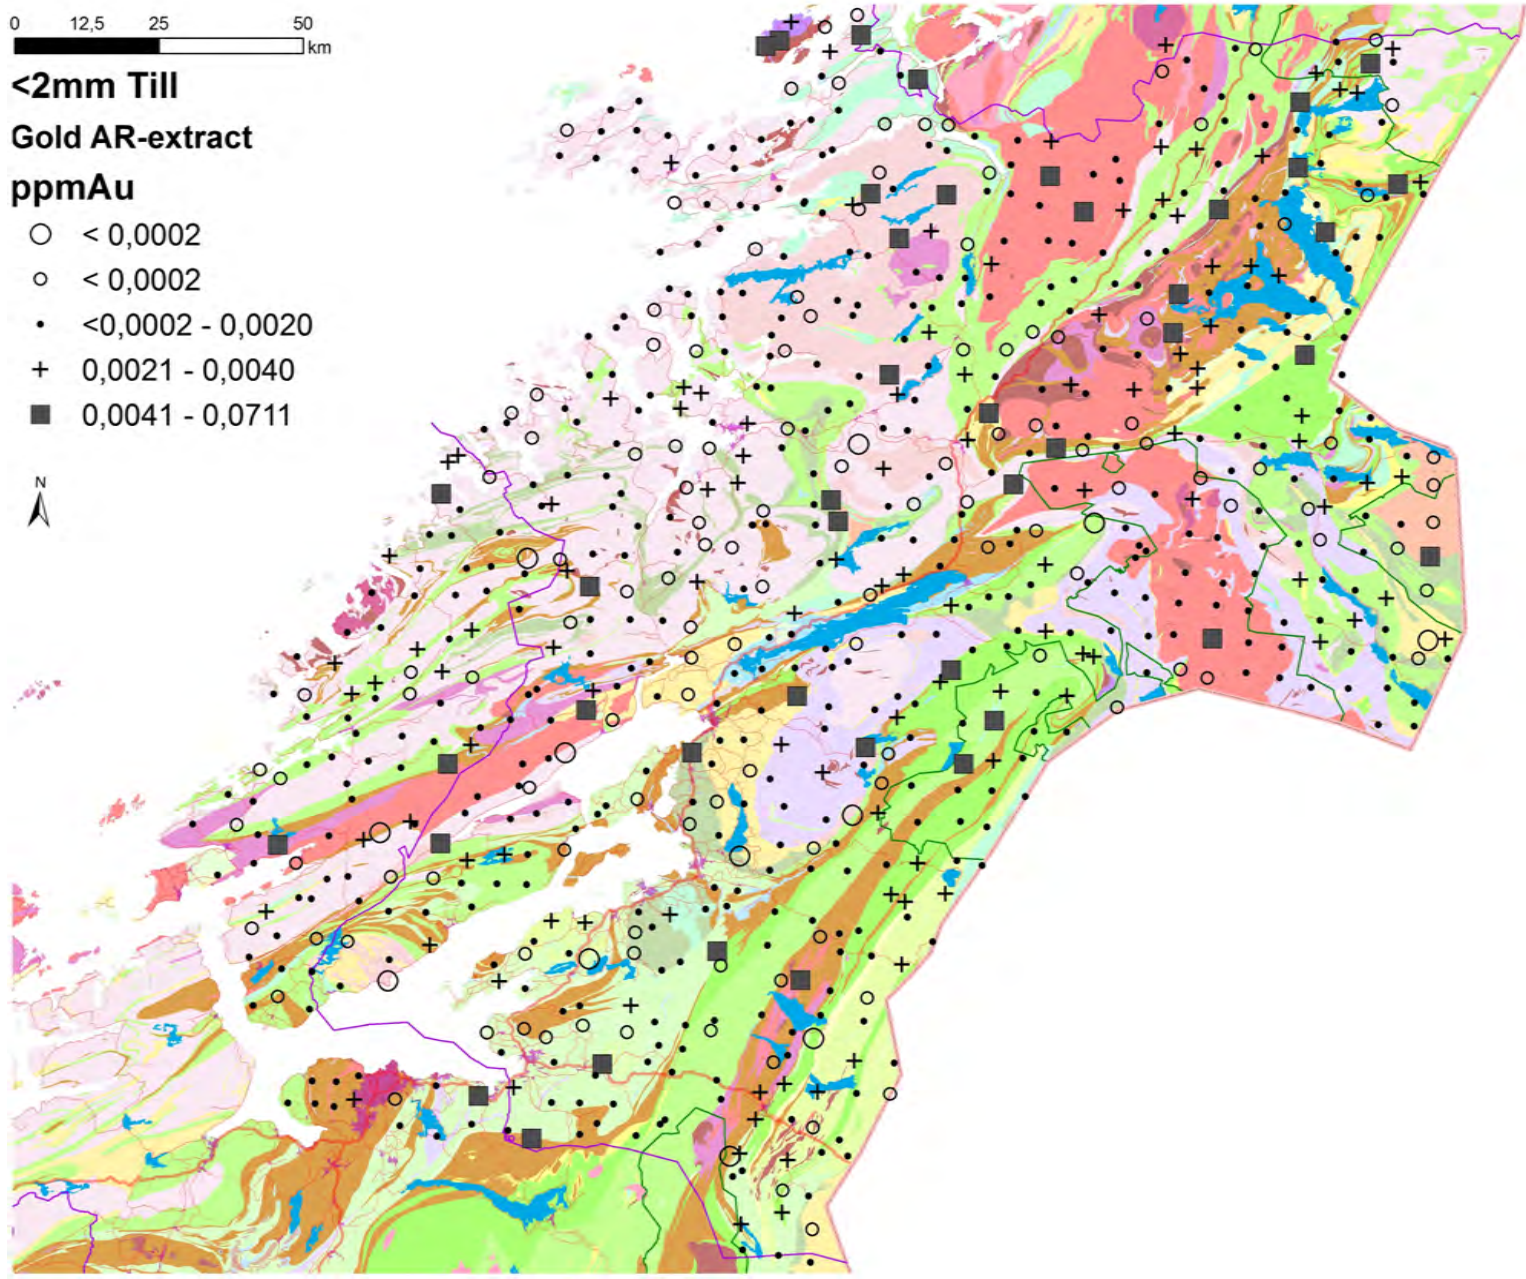 0 12,5 25 50
km
<2mm Till
Gold AR-extract
ppmAu
< 0,0002
< 0,0002
<0,0002 - 0,0020
0,0021 - 0,0040
0,0041 - 0,0711
N